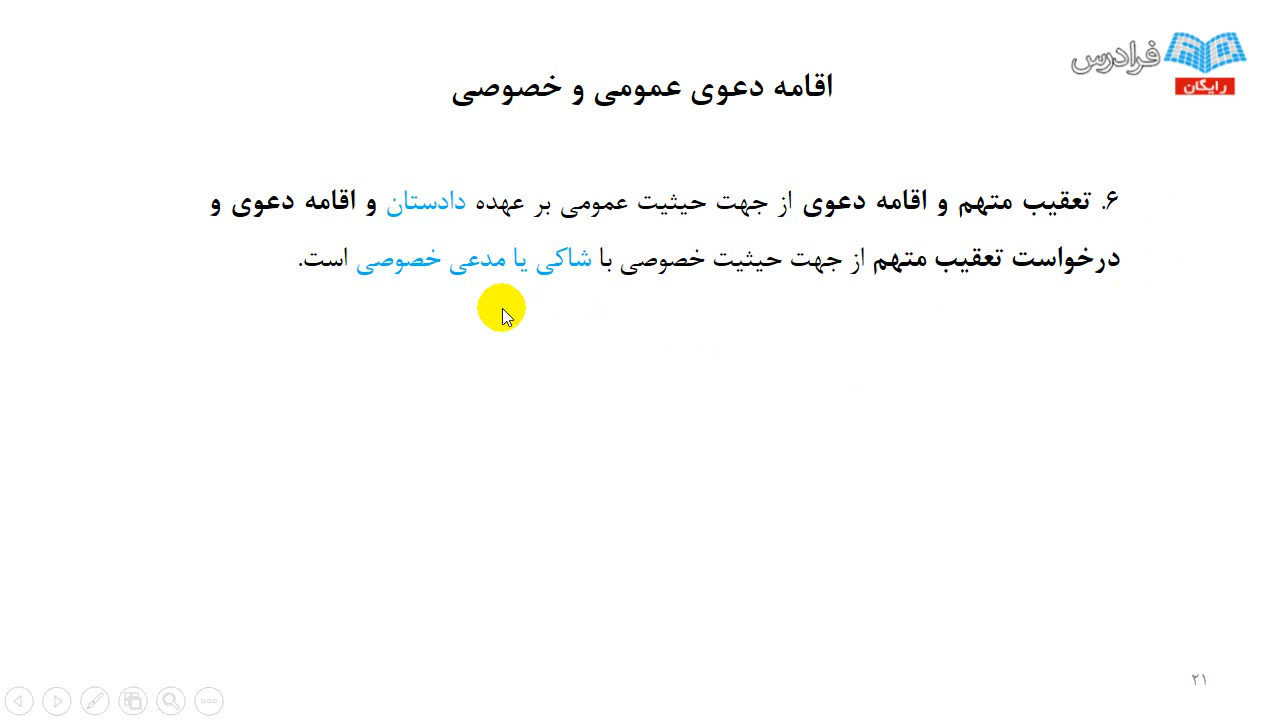 فرادرس
رایگان
اقامه دعوی عمومی و خصوصی
۶. تعقیب متهم و اقامه دعوی از جهت حیثیت عمومی بر عهده دادستان و اقامه دعوی و
درخواست تعقیب متهم از جهت حیثیت خصوصی با شاکی یا مدعی خصوصی است.
۲۱